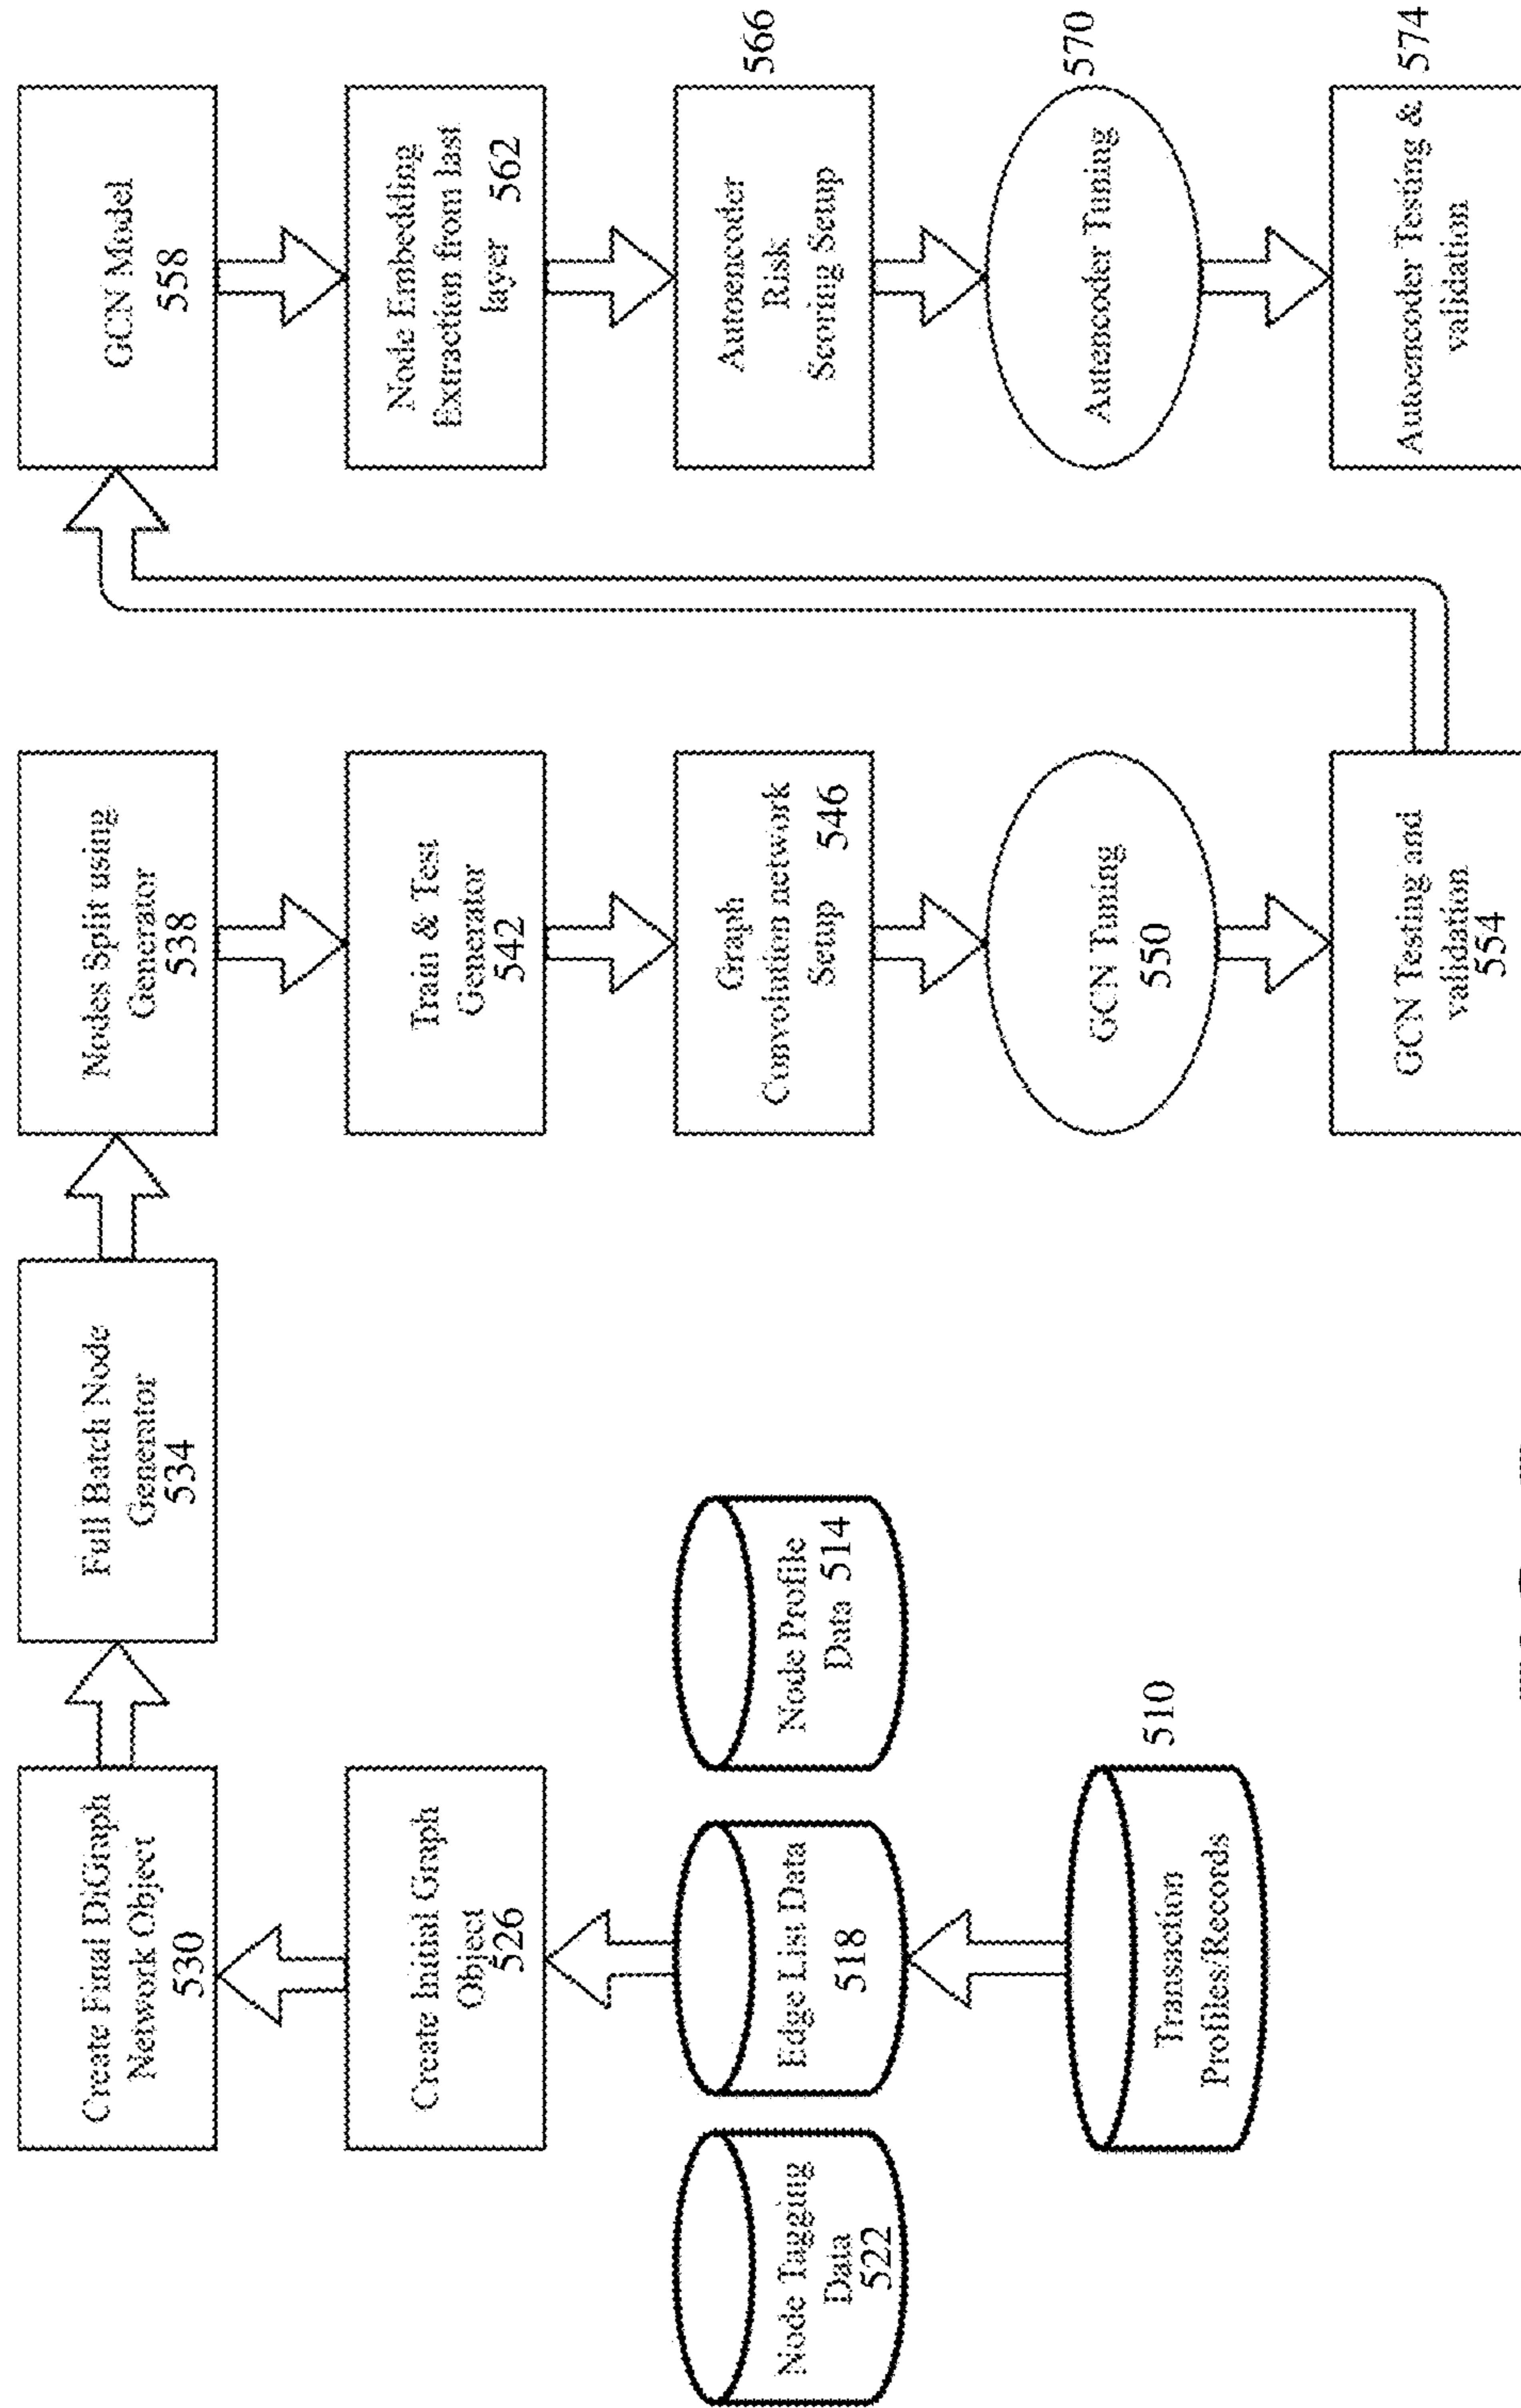 Create Final DiGraph
Network Object
530
Create Initial Graph
Object
526
Node Tagging
Data
522
Edge List Data
518
Node Profile
Data 514
Transaction
Profiles/Records
510
Full Batch Node
Generator
534
Nodes Split using
Generator
538
Train & Test
Generator
542
Graph
Convolution network
Setup 546
GCN Tuning
550
GCN Testing and
validation
554
GCN Model
558
Node Embedding
Extraction from last
layer 562
Autoencoder
Risk
Scoring Setup
566
Autencoder Tuning
570
Autoencoder Testing &
validation
574